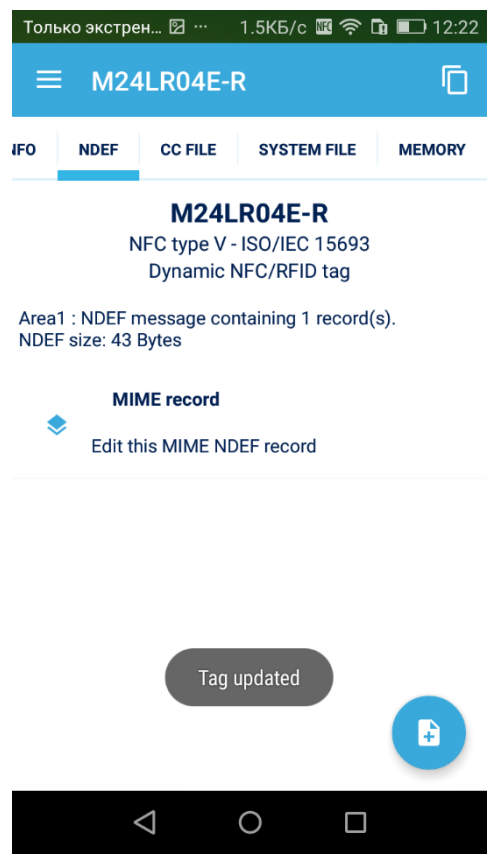 Только экстрен... ... 1.5КБ/с NFC 12:22
M24LR04E-R
NFO NDEF CC FILE SYSTEM FILE MEMORY
M24LR04E-R
NFC type V - ISO/IEC 15693
Dynamic NFC/RFID tag
Area1 : NDEF message containing 1 record(s).
NDEF size: 43 Bytes
MIME record
Edit this MIME NDEF record
Tag updated